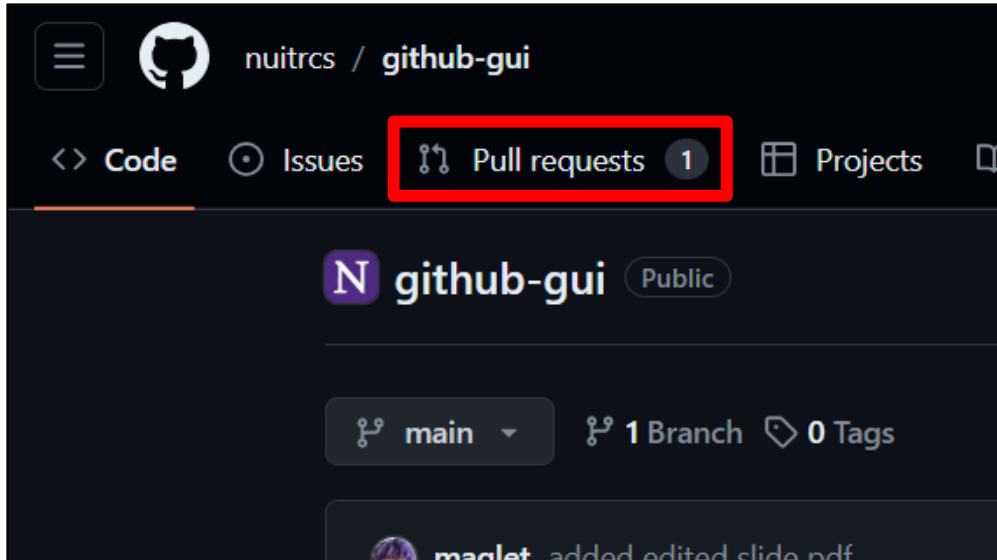 nuitrcs / github-gui
Code Issues Pull requests 1 Projects
N github-gui Public
main 1 Branch 0 Tags
maglet added edited slide pdf